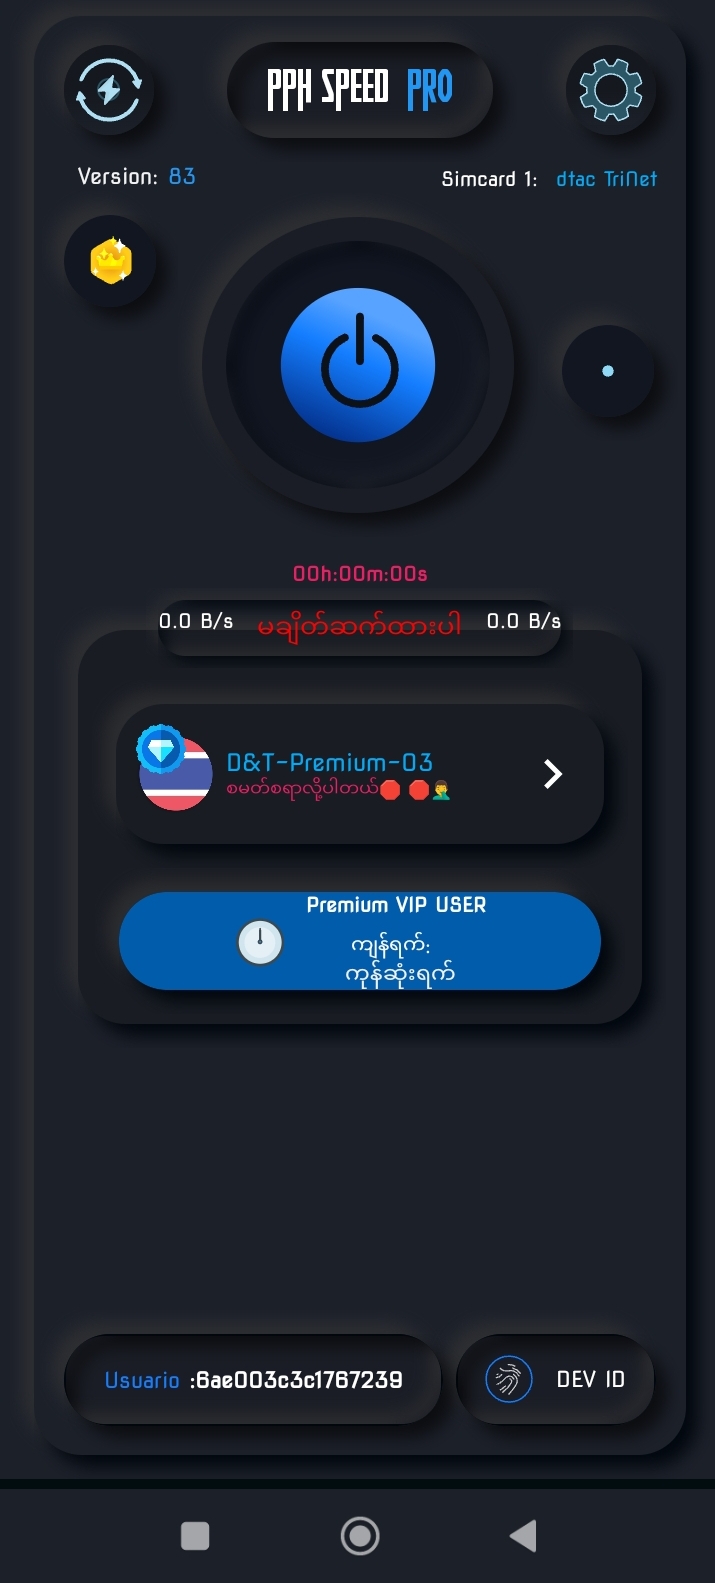 PPH SPEED PRO
Version: 83
Simcard 1: dtac TriNet
00h:00m:00s
0.0 B/s မချိတ်ဆက်ထားပါ 0.0 B/s
D&T-Premium-03
စမတ်စရာလို့ပါတယ်🛑 🛑🤦‍♂️
Premium VIP USER
ကျန်ရက်:
ကုန်ဆုံးရက်
Usuario :6ae003c3c1767239
DEV ID